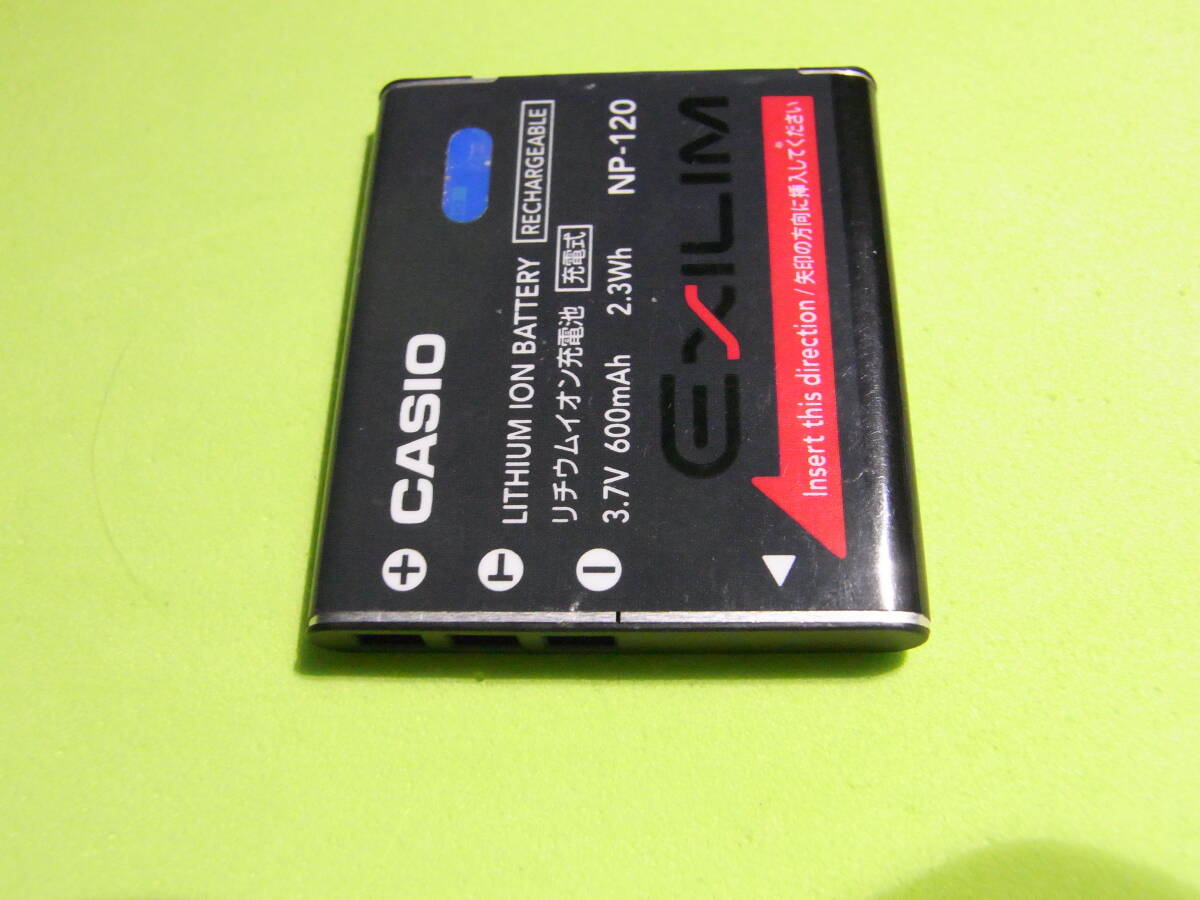 CASIO
LITHIUM ION BATTERY RECHARGEABLE
リチウムイオン充電池 充電式
3.7V 600mAh 2.3Wh NP-120
EXILIM
Insert this direction/矢印の方向に挿入してください。
+ T −